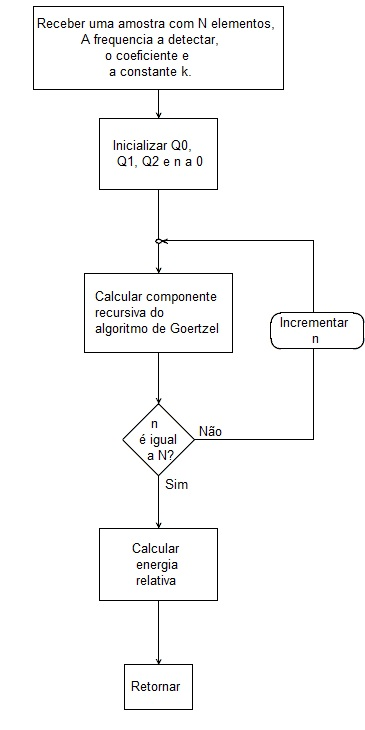 Receber uma amostra com N elementos,
A frequencia a detectar,
o coeficiente e
a constante k.
Inicializar Q0,
Q1, Q2 e n a 0
Calcular componente
recursiva do
algoritmo de Goertzel
Incrementar
n
n
é igual
a N?
Não
Sim
Calcular
energia
relativa
Retornar